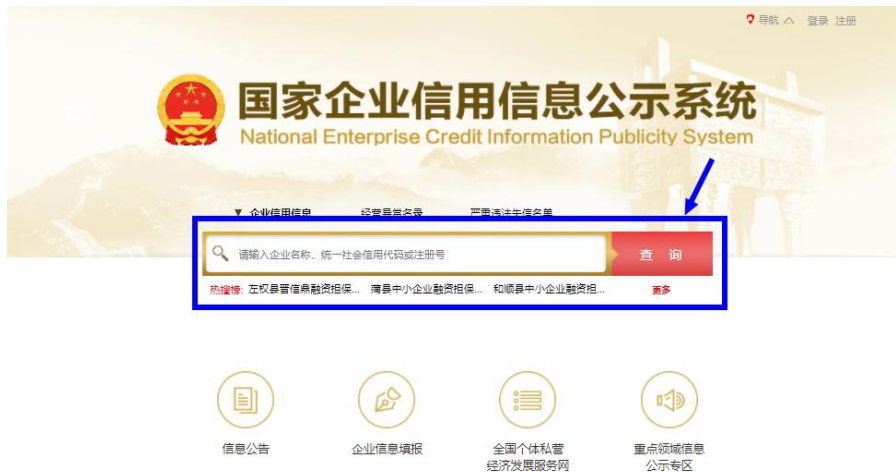 导航 登录 注册
国家企业信用信息公示系统
National Enterprise Credit Information Publicity System
企业信用信息 经营异常名录 严重违法失信名单
请输入企业名称、统一社会信用代码或注册号 查 询
热搜榜: 左权县晋信鼎融资担保... 蒲县中小企业融资担保... 和顺县中小企业融资担... 更多
信息公告 企业信息填报 全国个体私营 重点领域信息
经济发展服务网 公示专区